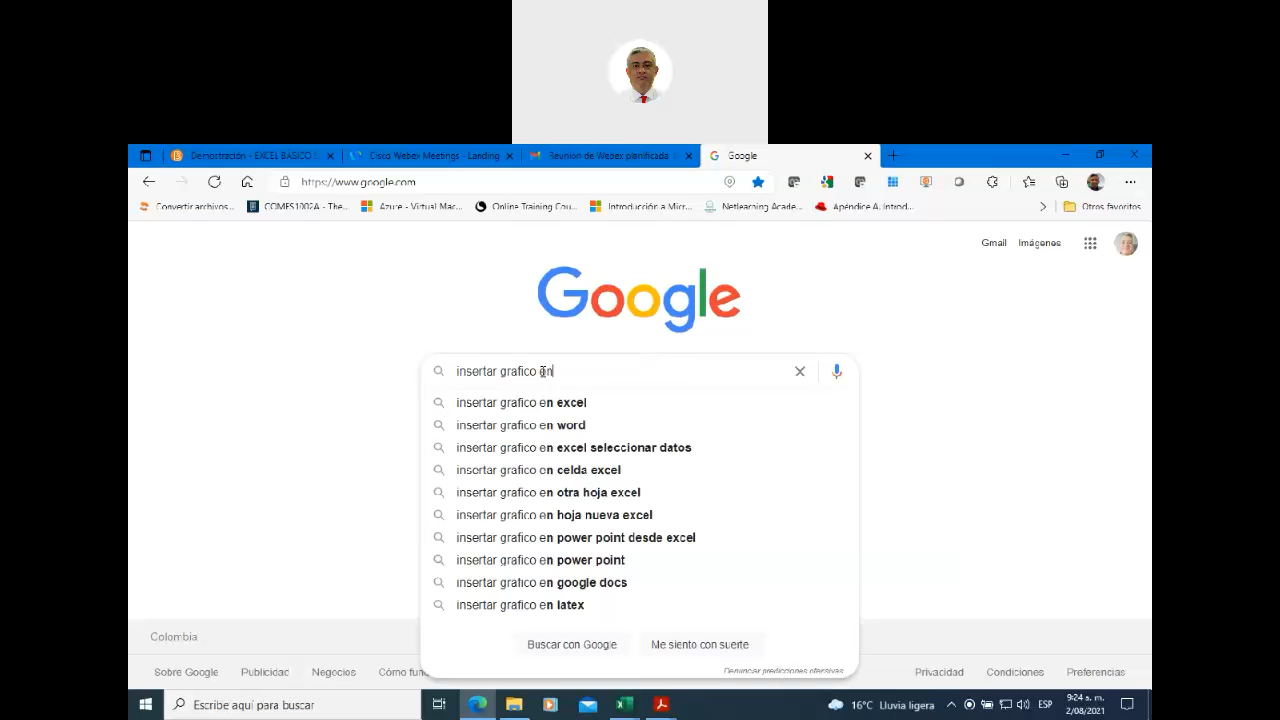 Demostración - EXCEL BÁSICO
Cisco Webex Meetings - Landing
Reunión de Webex planificada
Google
https://www.google.com
Convertir archivos...
COMES1002A - The...
Azure - Virtual Mac...
Online Training Cou...
Introducción a Micr...
Netlearning Acade...
Apéndice A. Introd...
Otros favoritos
Gmail
Imágenes
Google
insertar grafico en
insertar grafico en excel
insertar grafico en word
insertar grafico en excel seleccionar datos
insertar grafico en celda excel
insertar grafico en otra hoja excel
insertar grafico en hoja nueva excel
insertar grafico en power point desde excel
insertar grafico en power point
insertar grafico en google docs
insertar grafico en latex
Buscar con Google
Me siento con suerte
Denunciar predicciones ofensivas
Colombia
Sobre Google
Publicidad
Negocios
Cómo fun
Privacidad
Condiciones
Preferencias
Escribe aquí para buscar
16°C Lluvia ligera
ESP
9:24 a. m.
2/08/2021